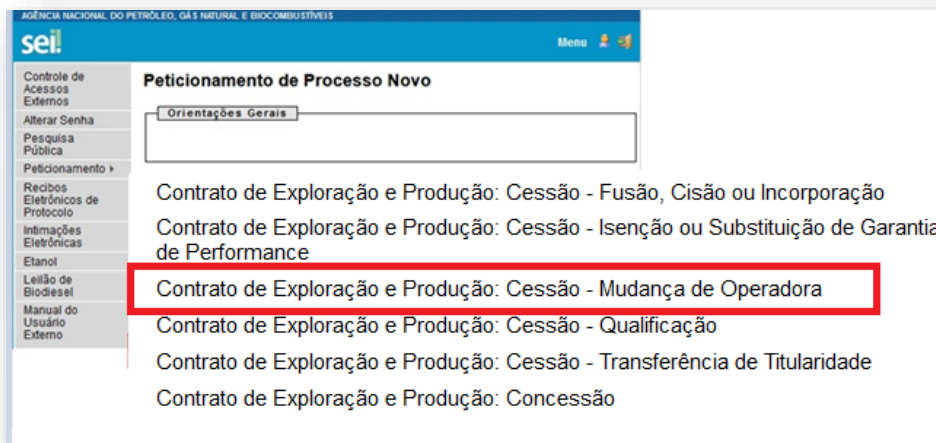 AGÊNCIA NACIONAL DO PETRÓLEO, GÁS NATURAL E BIOCOMBUSTÍVEIS
sei!
Menu
Controle de
Acessos
Externos
Alterar Senha
Pesquisa
Pública
Peticionamento
Recibos
Eletrônicos de
Protocolo
Intimações
Eletrônicas
Etanol
Leilão de
Biodiesel
Manual do
Usuário
Externo
Peticionamento de Processo Novo
Orientações Gerais
Contrato de Exploração e Produção: Cessão - Fusão, Cisão ou Incorporação
Contrato de Exploração e Produção: Cessão - Isenção ou Substituição de Garantia
de Performance
Contrato de Exploração e Produção: Cessão - Mudança de Operadora
Contrato de Exploração e Produção: Cessão - Qualificação
Contrato de Exploração e Produção: Cessão - Transferência de Titularidade
Contrato de Exploração e Produção: Concessão